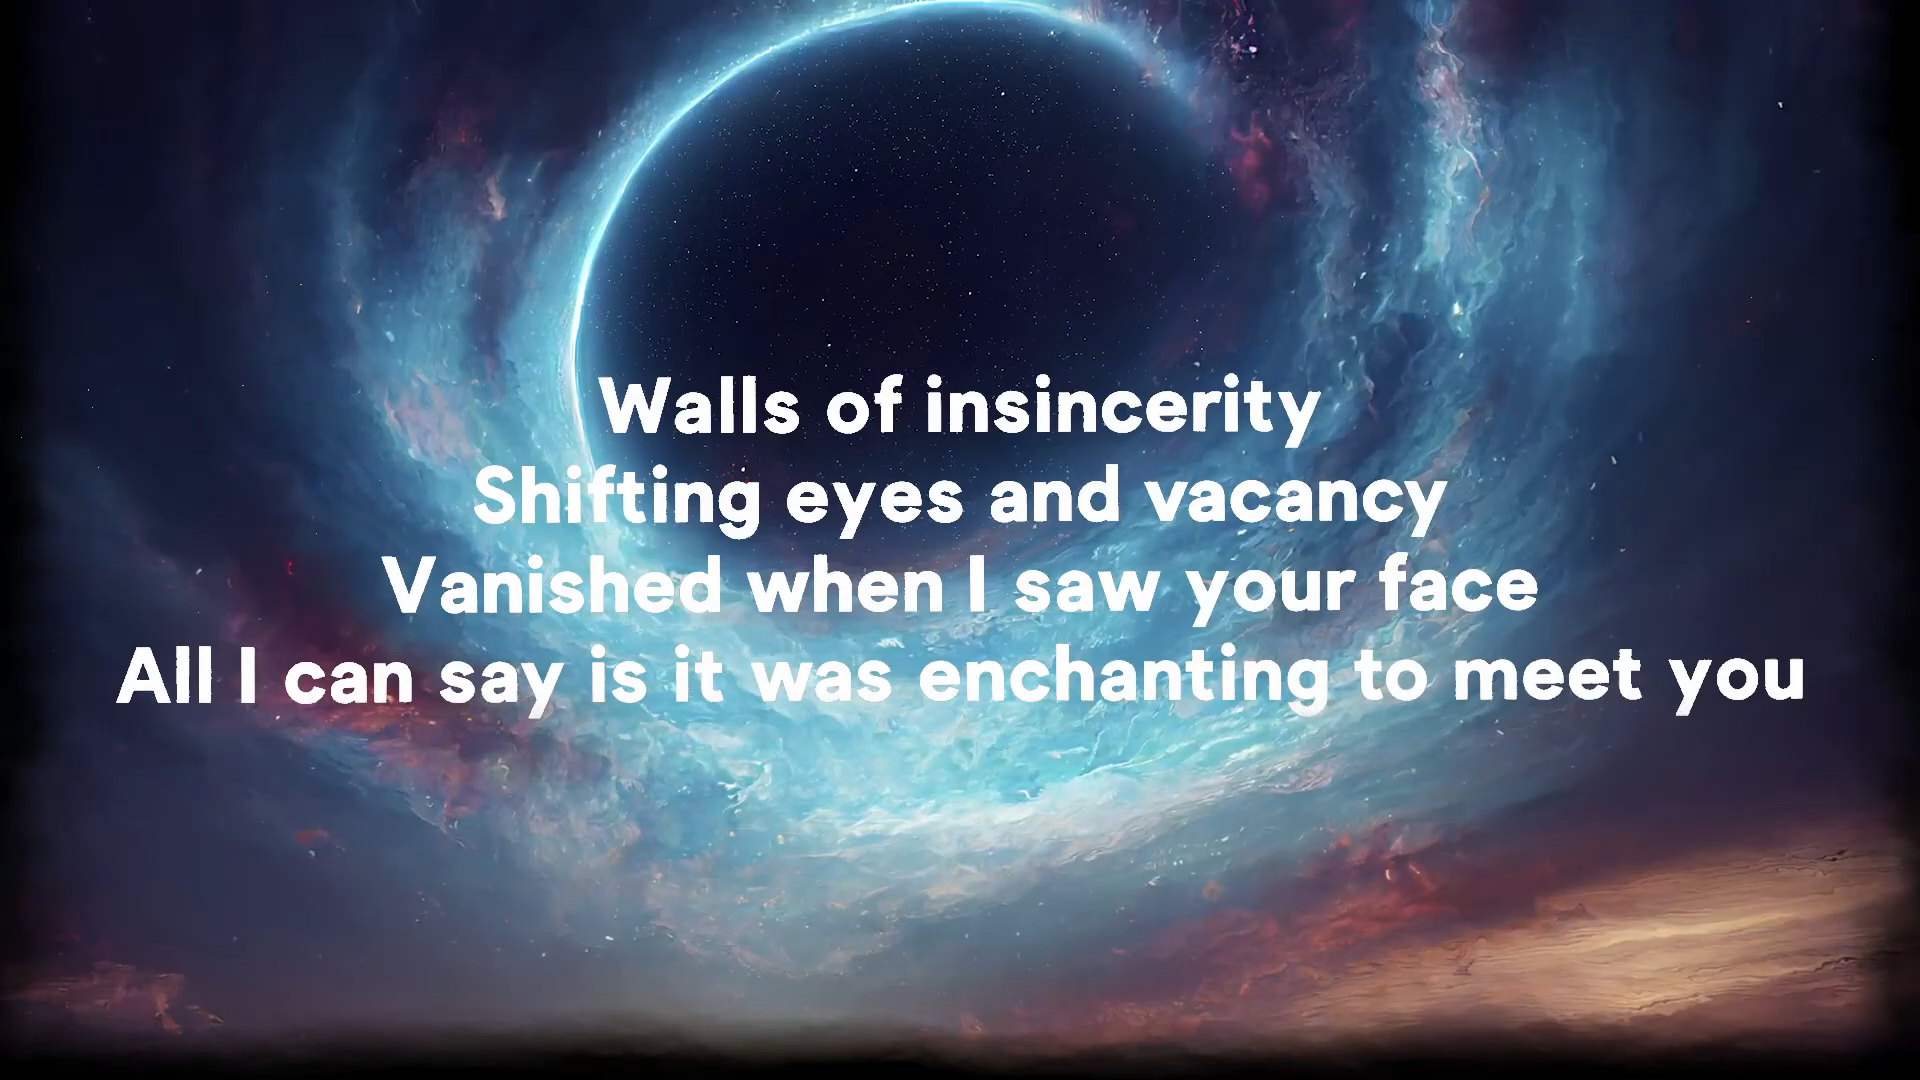 Walls of insincerity
Shifting eyes and vacancy
Vanished when I saw your face
All I can say is it was enchanting to meet you